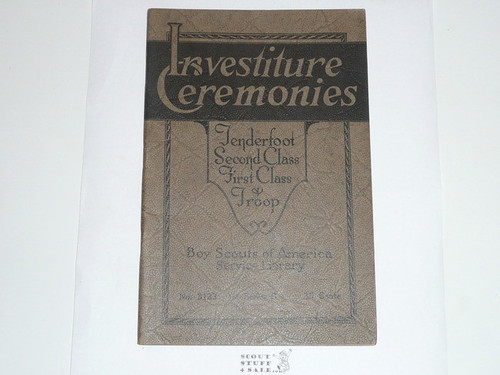 Investiture
Ceremonies
Tenderfoot
Second Class
First Class
&
Troop
Boy Scouts of America
Service Library
No. 3123
Cents
SCOUT
STUFF
4 SALE